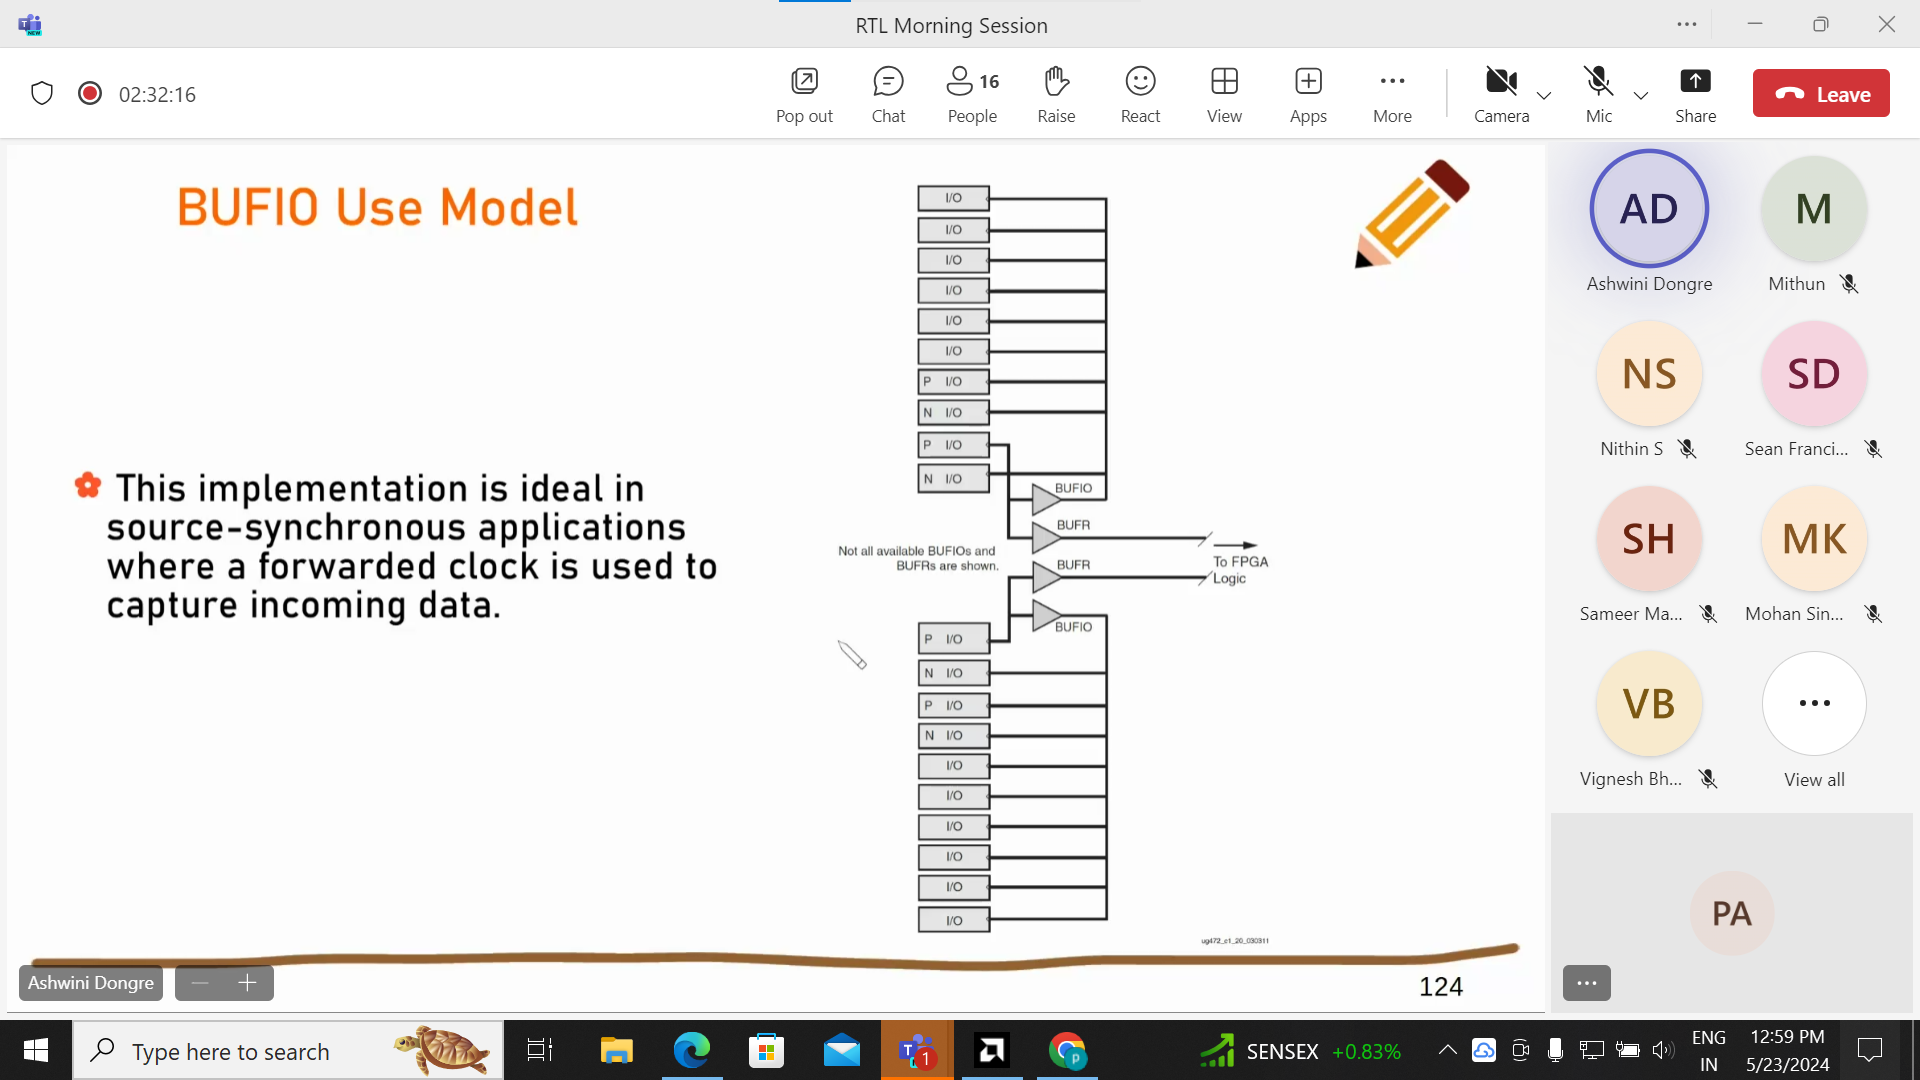 RTL Morning Session
NEW
02:32:16
Pop out
Chat
16
People
Raise
React
View
Apps
More
Camera
Mic
Share
Leave
BUFIO Use Model
This implementation is ideal in
source-synchronous applications
where a forwarded clock is used to
capture incoming data.
I/O
I/O
I/O
I/O
I/O
I/O
P I/O
N I/O
P I/O
N I/O
BUFIO
BUFR
Not all available BUFIOs and
BUFRs are shown.
To FPGA
Logic
BUFR
BUFIO
P I/O
N I/O
P I/O
N I/O
I/O
I/O
I/O
I/O
I/O
I/O
ug472_c1_20_030311
124
Ashwini Dongre
AD
Ashwini Dongre
M
Mithun
NS
Nithin S
SD
Sean Franci...
SH
Sameer Ma...
MK
Mohan Sin...
VB
Vignesh Bh...
View all
PA
Type here to search
1
p
SENSEX +0.83%
ENG
IN
12:59 PM
5/23/2024